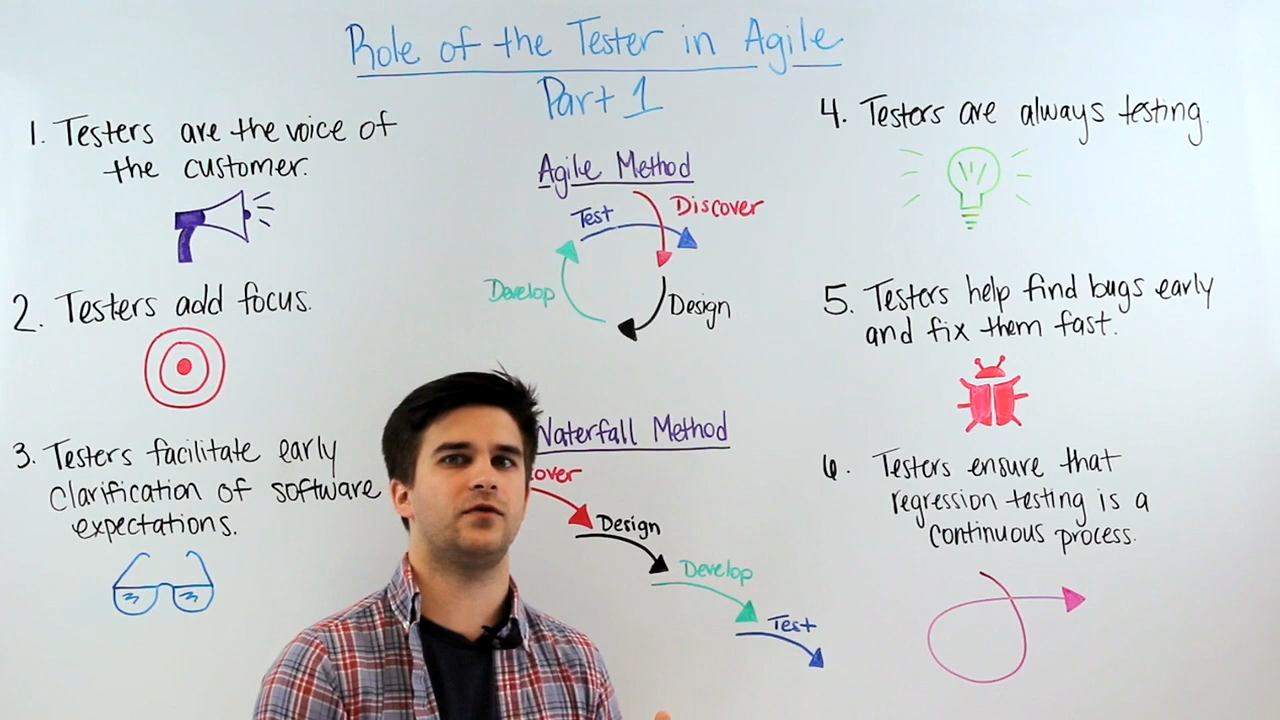 Role of the Tester in Agile
Part 1
1. Testers are the voice of
the customer.
2. Testers add focus.
3. Testers facilitate early
clarification of software
expectations.
Agile Method
Test
Discover
Develop
Design
Waterfall Method
cover
Design
Develop
Test
4. Testers are always testing.
5. Testers help find bugs early
and fix them fast.
6. Testers ensure that
regression testing is a
continuous process.